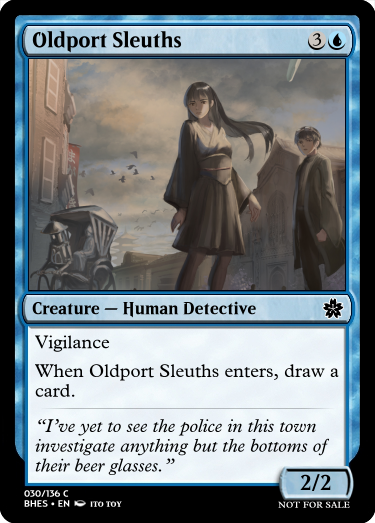 Oldport Sleuths 3
Creature — Human Detective
Vigilance
When Oldport Sleuths enters, draw a
card.
“I’ve yet to see the police in this town
investigate anything but the bottoms of
their beer glasses.”
2/2
030/136 C
BHES • EN ITO TOY
NOT FOR SALE